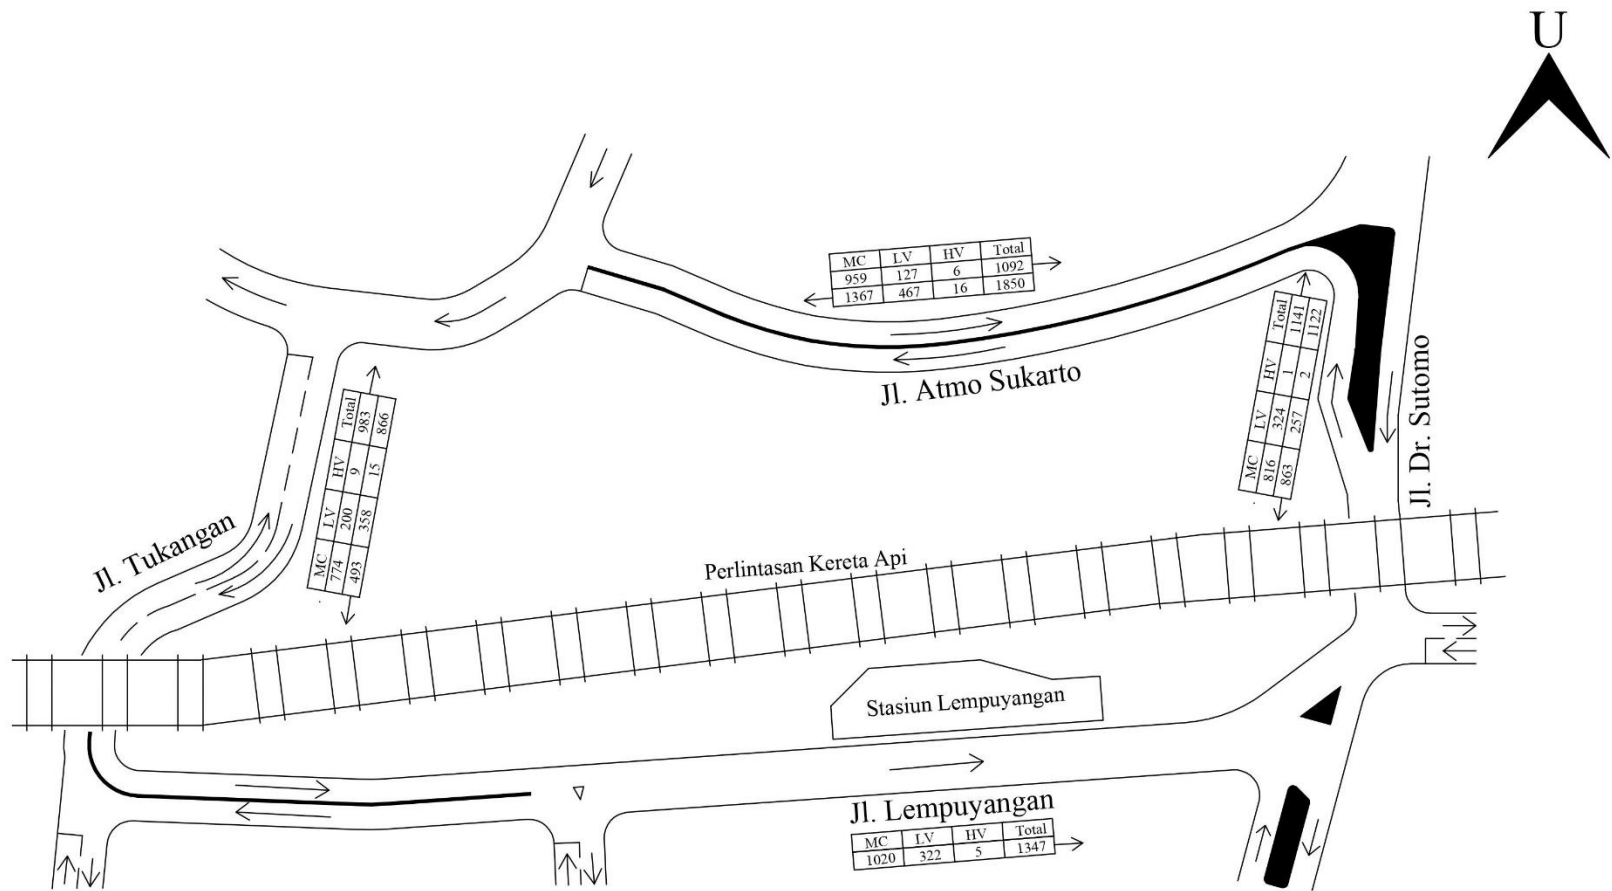 U
MC LV HV Total
959 127 6 1092
1367 467 16 1850
Jl. Atmo Sukarto
MC LV HV Total
816 324 1 1141
863 257 2 1122
Jl. Dr. Sutomo
MC LV HV Total
774 200 9 983
493 358 15 866
Jl. Tukangan
Perlintasan Kereta Api
Stasiun Lempuyangan
Jl. Lempuyangan
MC LV HV Total
1020 322 5 1347